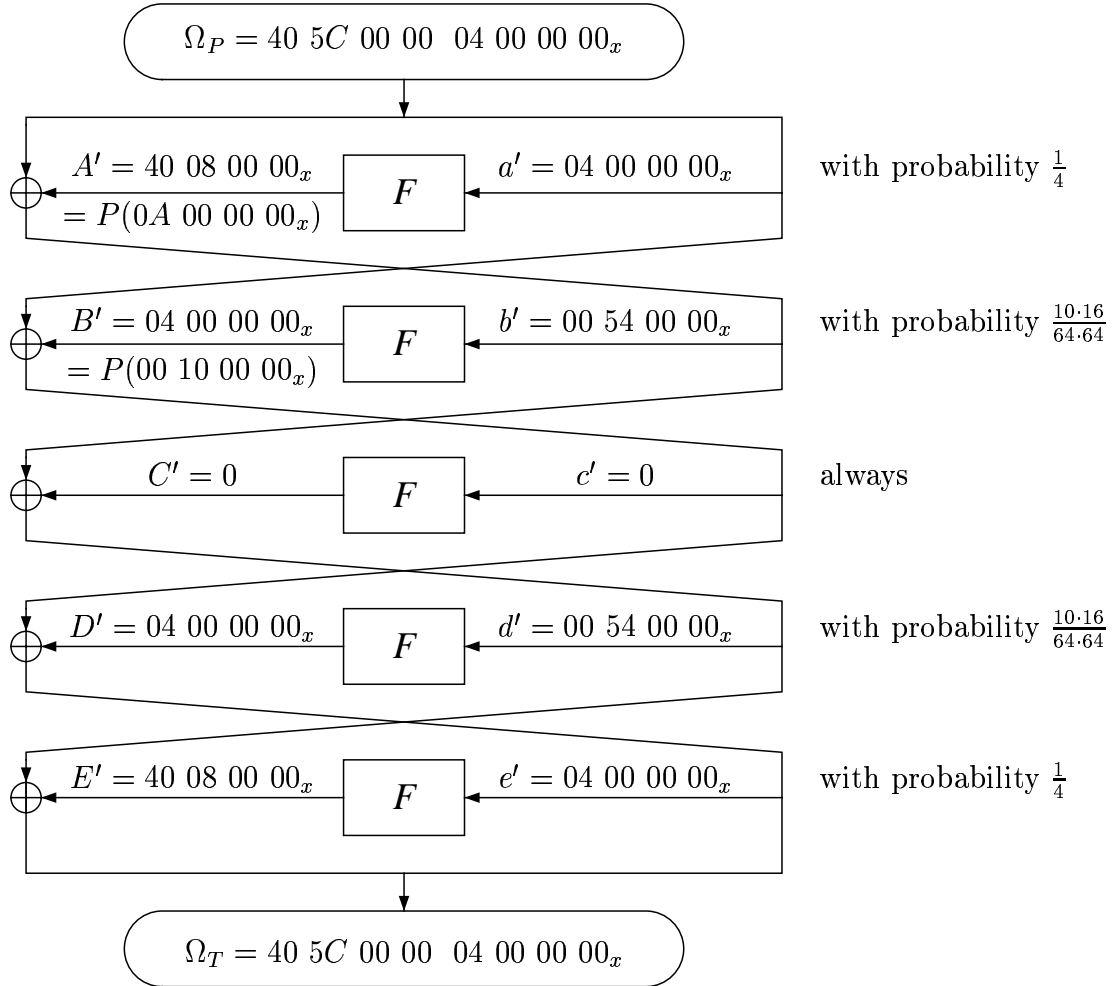 Ω_P = 40 5C 00 00 04 00 00 00_x
A′ = 40 08 00 00_x
= P(0A 00 00 00_x)
F
a′ = 04 00 00 00_x
with probability 1/4
B′ = 04 00 00 00_x
= P(00 10 00 00_x)
F
b′ = 00 54 00 00_x
with probability 10·16/64·64
C′ = 0
F
c′ = 0
always
D′ = 04 00 00 00_x
F
d′ = 00 54 00 00_x
with probability 10·16/64·64
E′ = 40 08 00 00_x
F
e′ = 04 00 00 00_x
with probability 1/4
Ω_T = 40 5C 00 00 04 00 00 00_x